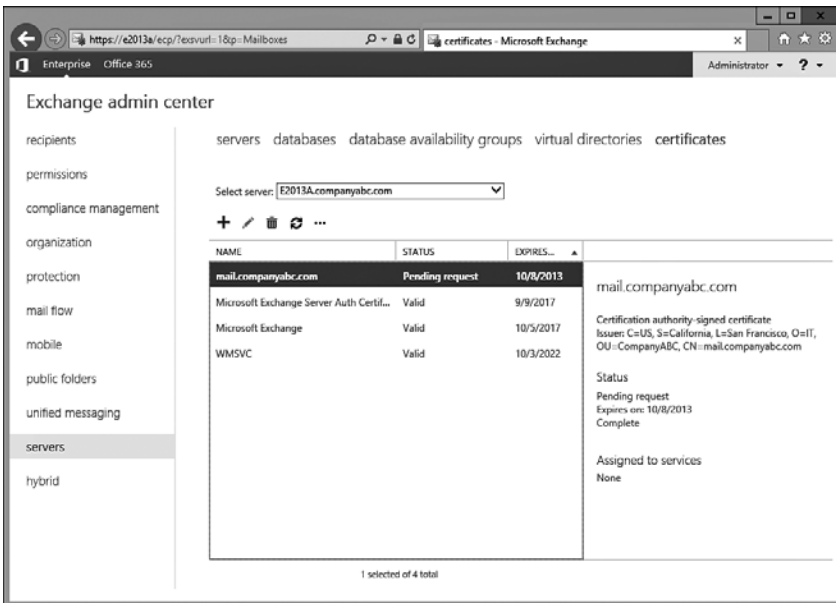 https://e2013a/ecp/?exsvurl=1&p=Mailboxes
certificates - Microsoft Exchange
Enterprise Office 365
Administrator
?
Exchange admin center
recipients
permissions
compliance management
organization
protection
mail flow
mobile
public folders
unified messaging
servers
hybrid
servers databases database availability groups virtual directories certificates
Select server: E2013A.companyabc.com
NAME STATUS EXPIRES...
mail.companyabc.com Pending request 10/8/2013
Microsoft Exchange Server Auth Certif... Valid 9/9/2017
Microsoft Exchange Valid 10/5/2017
WMSVC Valid 10/3/2022
mail.companyabc.com
Certification authority-signed certificate
Issuer: C=US, S=California, L=San Francisco, O=IT,
OU=CompanyABC, CN=mail.companyabc.com
Status
Pending request
Expires on: 10/8/2013
Complete
Assigned to services
None
1 selected of 4 total